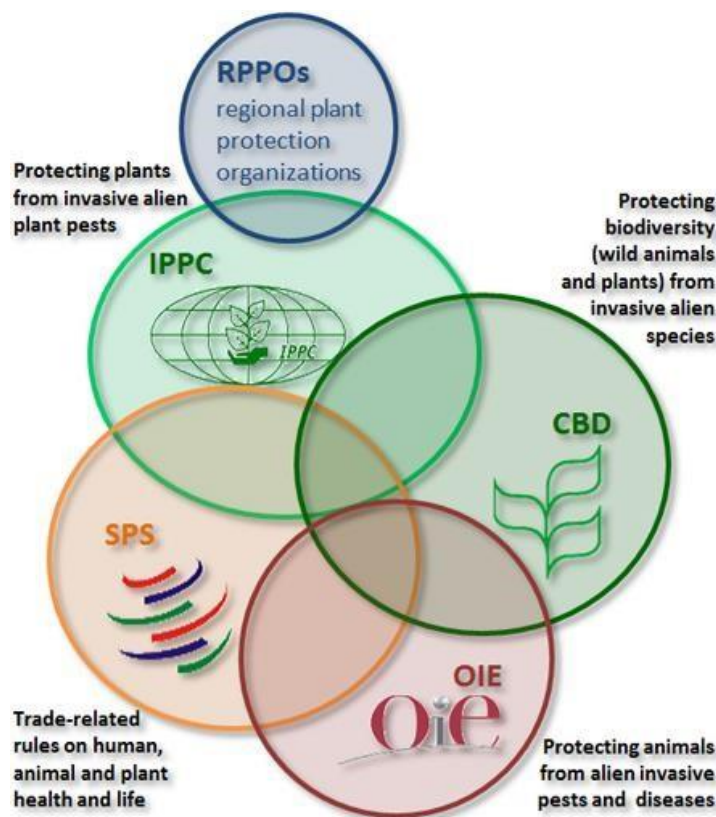 RPPOs
regional plant
protection
organizations
Protecting plants
from invasive alien
plant pests
Protecting
biodiversity
(wild animals
and plants) from
invasive alien
species
IPPC
IPPC
CBD
SPS
OIE
Oie
Trade-related
rules on human,
animal and plant
health and life
Protecting animals
from alien invasive
pests and diseases